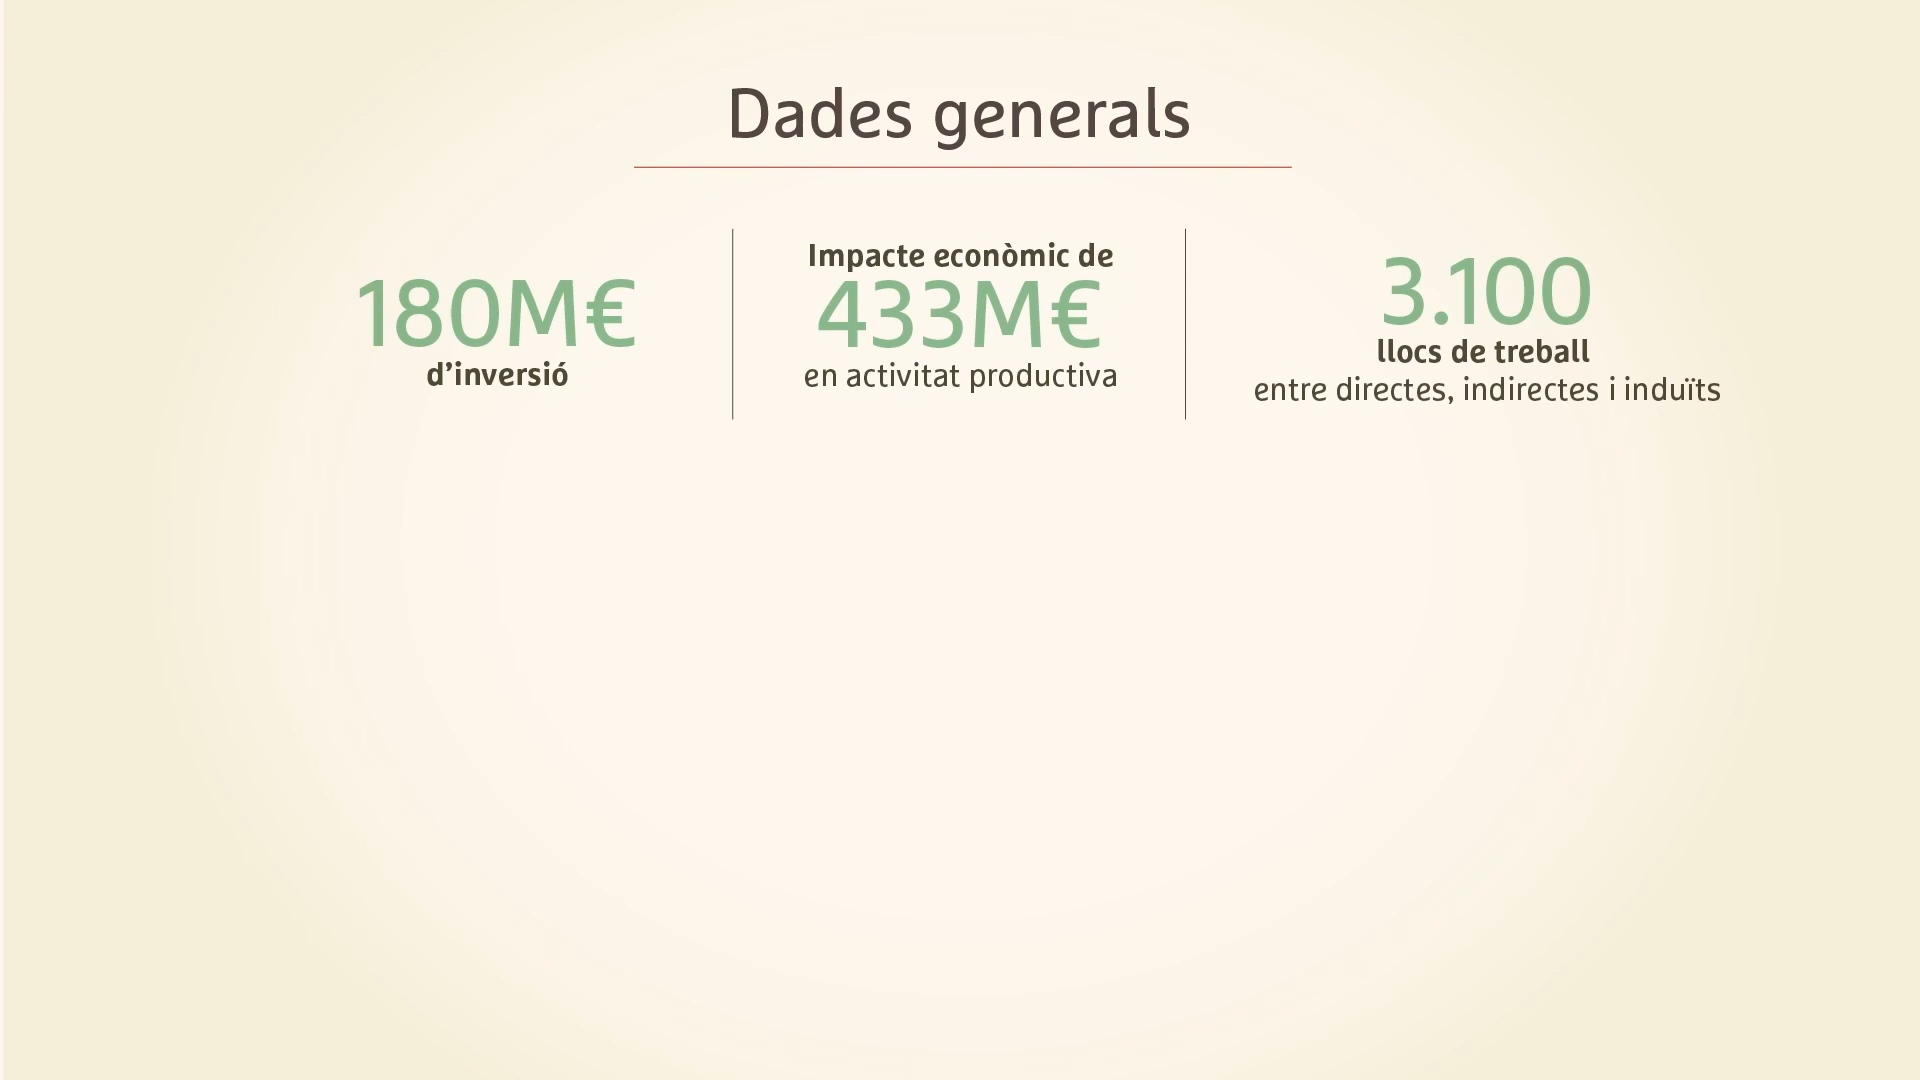 Dades generals
180M€
d’inversió
Impacte econòmic de
433M€
en activitat productiva
3.100
llocs de treball
entre directes, indirectes i induïts